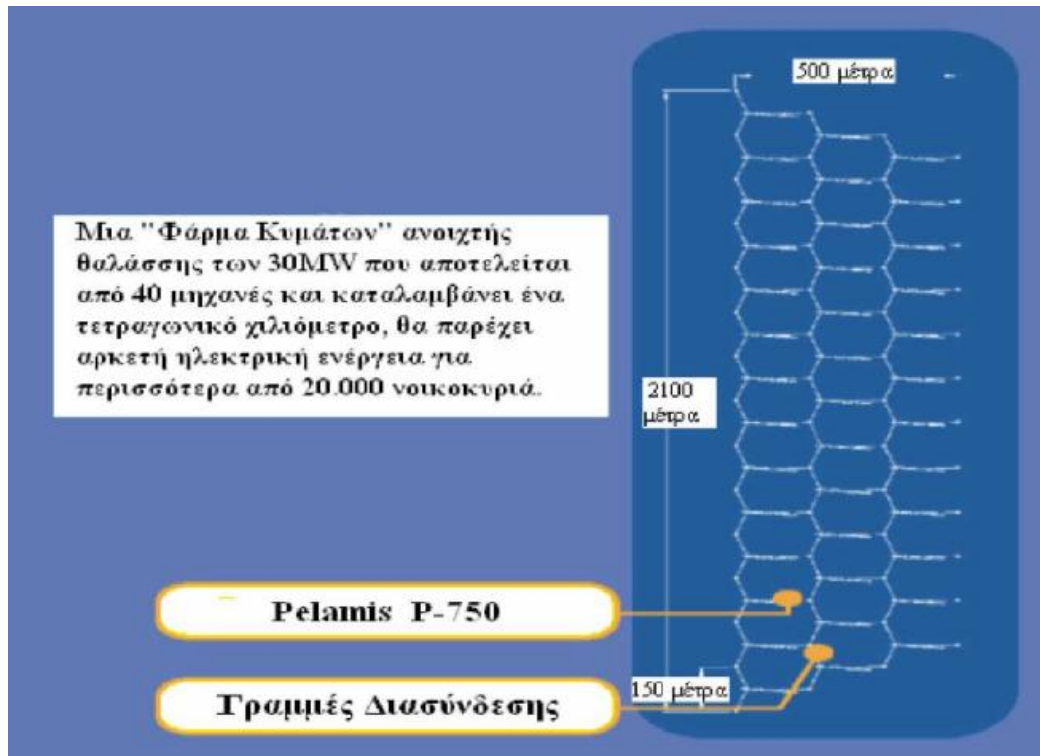 500 μέτρα
Μια "Φάρμα Κυμάτων" ανοιχτής
θαλάσσης των 30MW που αποτελείται
από 40 μηχανές και καταλαμβάνει ένα
τετραγωνικό χιλιόμετρο, θα παρέχει
αρκετή ηλεκτρική ενέργεια για
περισσότερα από 20.000 νοικοκυριά.
2100
μέτρα
Pelamis P-750
150 μέτρα
Γραμμές Διασύνδεσης